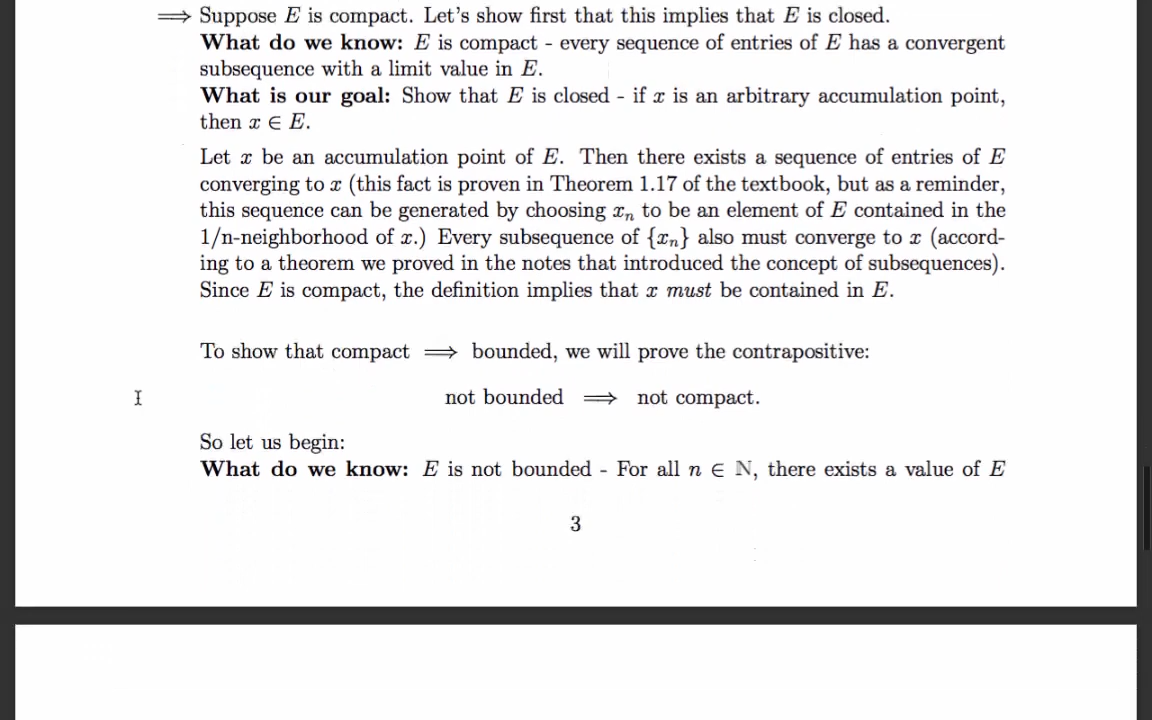 ⟹ Suppose E is compact. Let's show first that this implies that E is closed.
What do we know: E is compact - every sequence of entries of E has a convergent
subsequence with a limit value in E.
What is our goal: Show that E is closed - if x is an arbitrary accumulation point,
then x ∈ E.
Let x be an accumulation point of E. Then there exists a sequence of entries of E
converging to x (this fact is proven in Theorem 1.17 of the textbook, but as a reminder,
this sequence can be generated by choosing xₙ to be an element of E contained in the
1/n-neighborhood of x.) Every subsequence of {xₙ} also must converge to x (accord-
ing to a theorem we proved in the notes that introduced the concept of subsequences).
Since E is compact, the definition implies that x must be contained in E.
To show that compact ⟹ bounded, we will prove the contrapositive:
not bounded ⟹ not compact.
So let us begin:
What do we know: E is not bounded - For all n ∈ ℕ, there exists a value of E
3